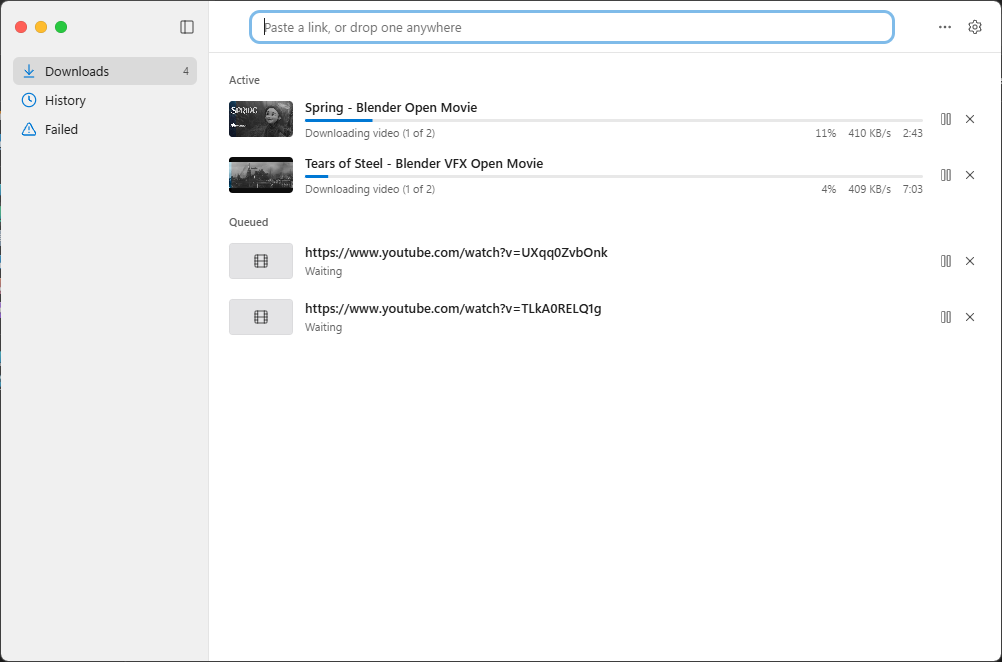 Paste a link, or drop one anywhere
Downloads 4
History
Failed
Active
SPRING
Spring - Blender Open Movie
Downloading video (1 of 2) 11% 410 KB/s 2:43
Tears of Steel - Blender VFX Open Movie
Downloading video (1 of 2) 4% 409 KB/s 7:03
Queued
https://www.youtube.com/watch?v=UXqq0ZvbOnk
Waiting
https://www.youtube.com/watch?v=TLkA0RELQ1g
Waiting